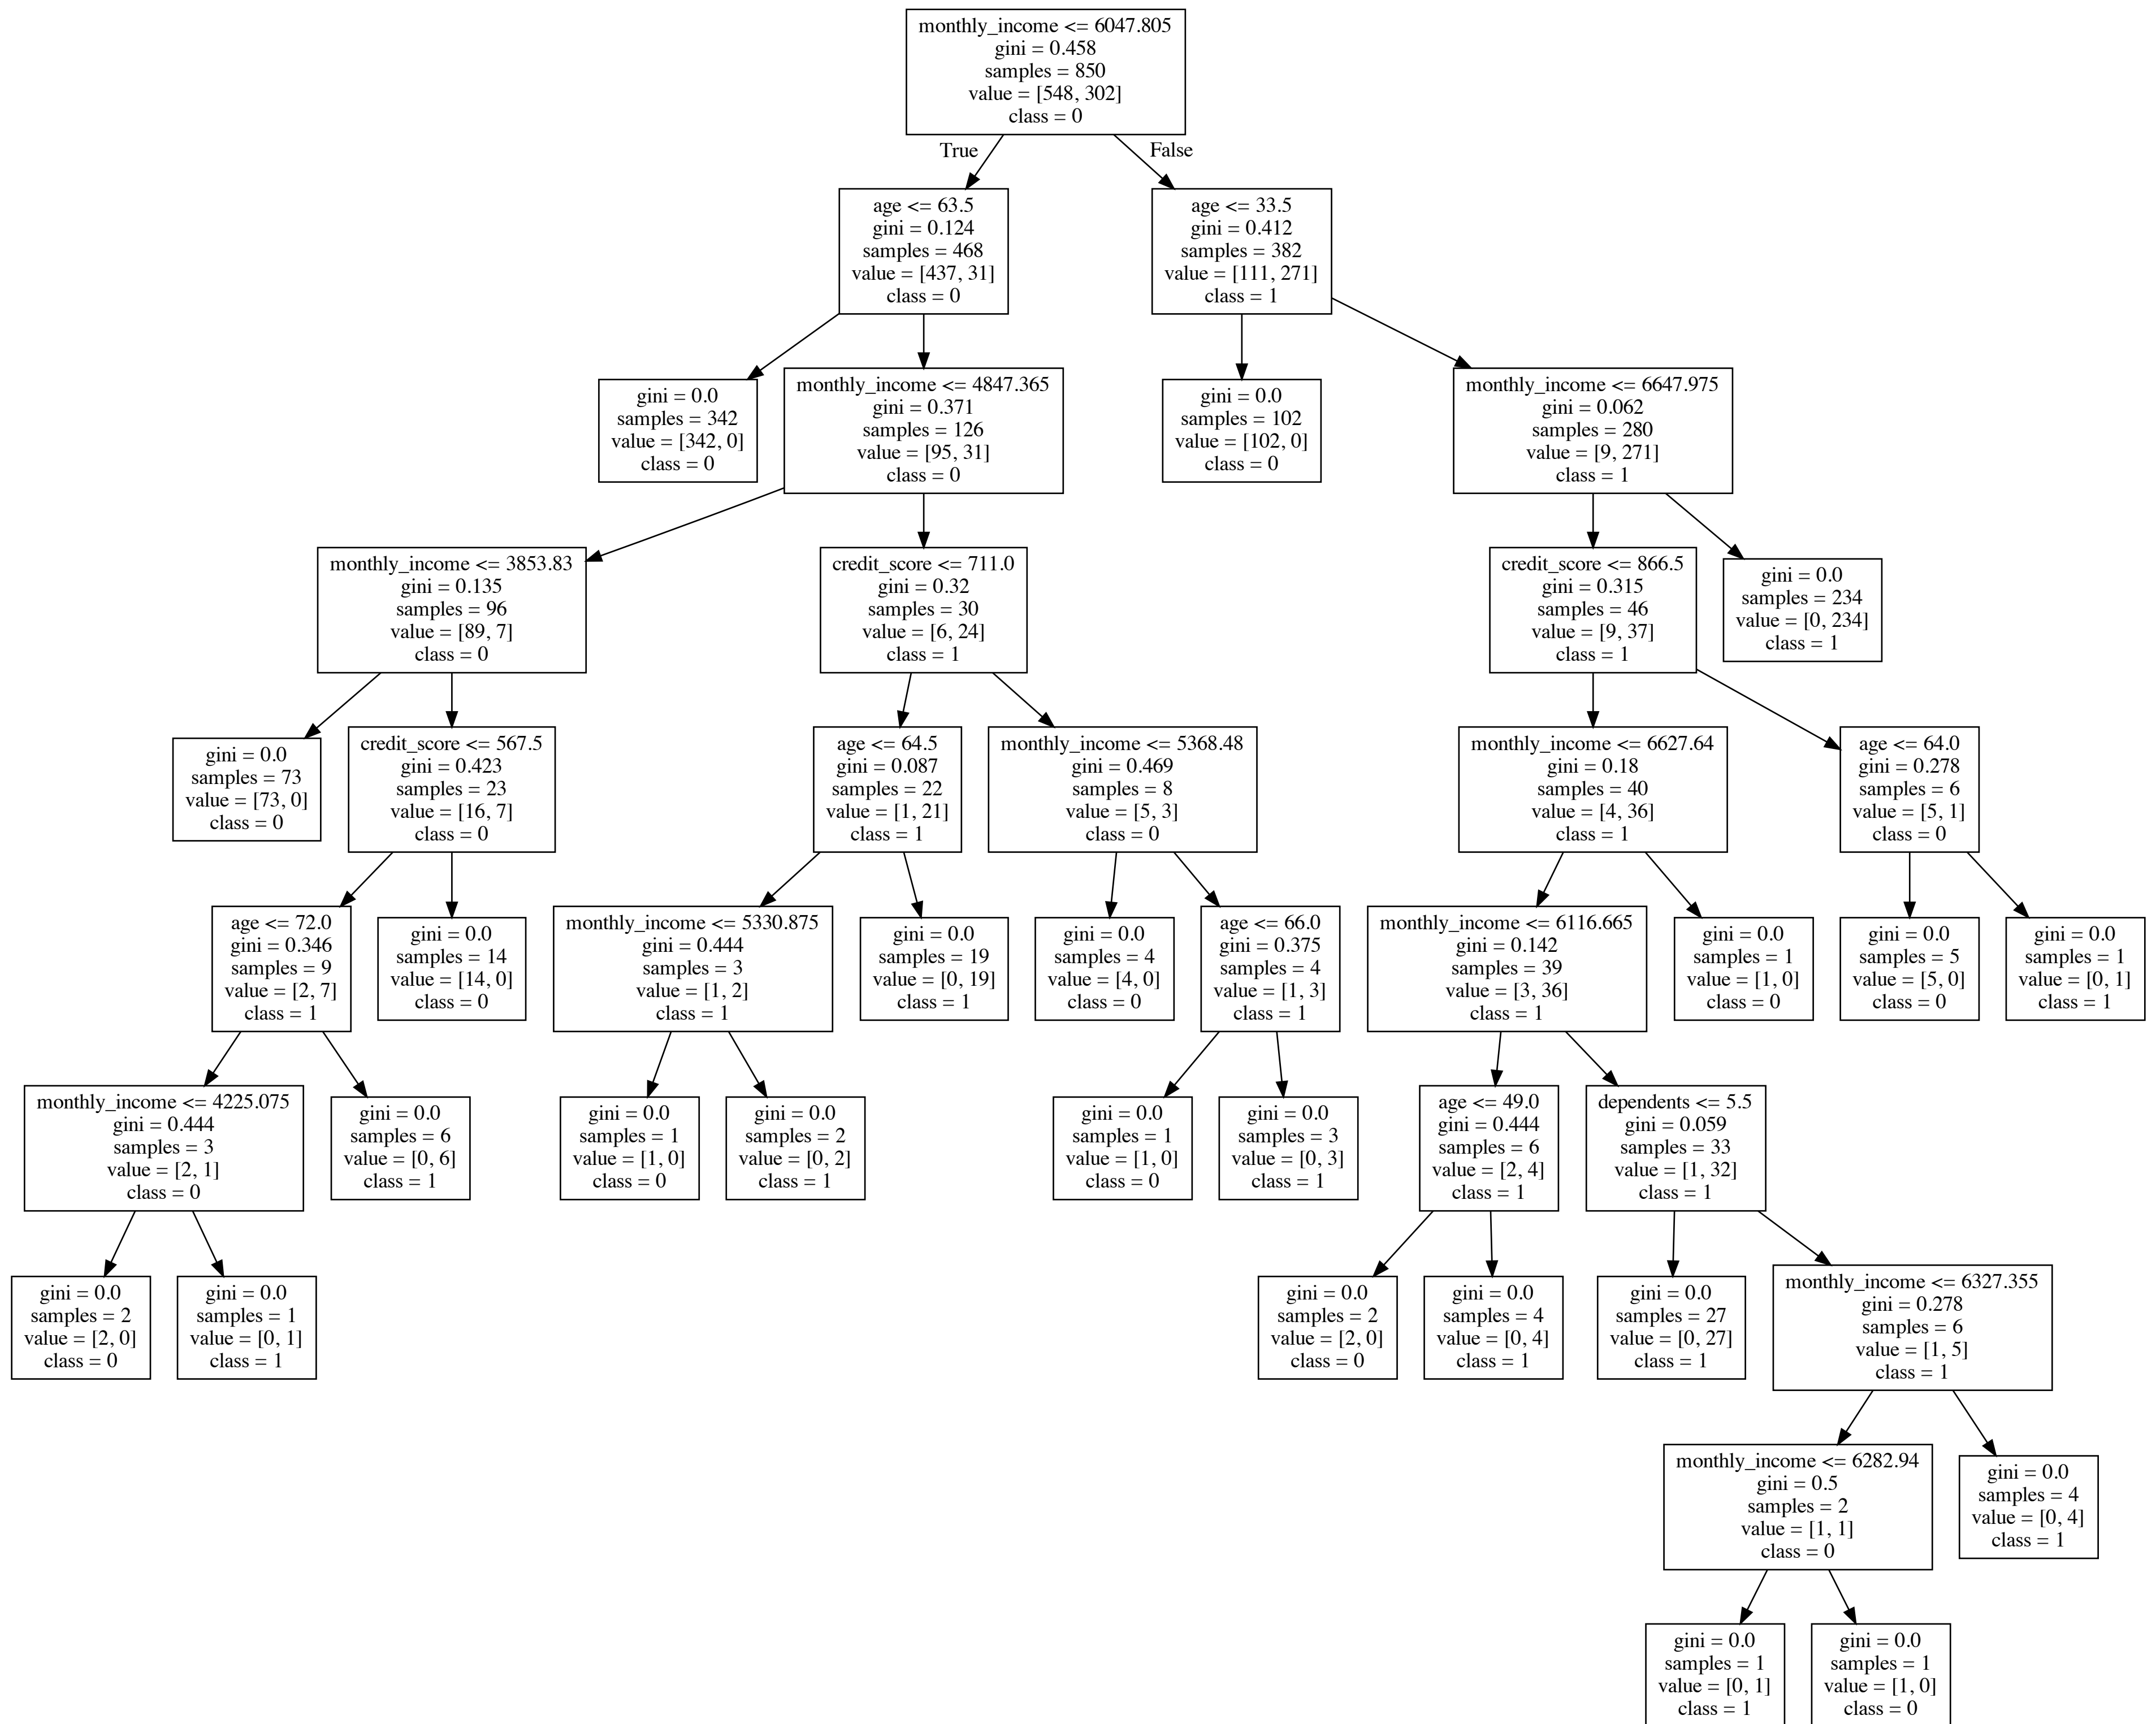 monthly_income <= 6047.805
gini = 0.458
samples = 850
value = [548, 302]
class = 0
True
False
age <= 63.5
gini = 0.124
samples = 468
value = [437, 31]
class = 0
age <= 33.5
gini = 0.412
samples = 382
value = [111, 271]
class = 1
gini = 0.0
samples = 342
value = [342, 0]
class = 0
monthly_income <= 4847.365
gini = 0.371
samples = 126
value = [95, 31]
class = 0
gini = 0.0
samples = 102
value = [102, 0]
class = 0
monthly_income <= 6647.975
gini = 0.062
samples = 280
value = [9, 271]
class = 1
monthly_income <= 3853.83
gini = 0.135
samples = 96
value = [89, 7]
class = 0
credit_score <= 711.0
gini = 0.32
samples = 30
value = [6, 24]
class = 1
credit_score <= 866.5
gini = 0.315
samples = 46
value = [9, 37]
class = 1
gini = 0.0
samples = 234
value = [0, 234]
class = 1
gini = 0.0
samples = 73
value = [73, 0]
class = 0
credit_score <= 567.5
gini = 0.423
samples = 23
value = [16, 7]
class = 0
age <= 64.5
gini = 0.087
samples = 22
value = [1, 21]
class = 1
monthly_income <= 5368.48
gini = 0.469
samples = 8
value = [5, 3]
class = 0
monthly_income <= 6627.64
gini = 0.18
samples = 40
value = [4, 36]
class = 1
age <= 64.0
gini = 0.278
samples = 6
value = [5, 1]
class = 0
age <= 72.0
gini = 0.346
samples = 9
value = [2, 7]
class = 1
gini = 0.0
samples = 14
value = [14, 0]
class = 0
monthly_income <= 5330.875
gini = 0.444
samples = 3
value = [1, 2]
class = 1
gini = 0.0
samples = 19
value = [0, 19]
class = 1
gini = 0.0
samples = 4
value = [4, 0]
class = 0
age <= 66.0
gini = 0.375
samples = 4
value = [1, 3]
class = 1
monthly_income <= 6116.665
gini = 0.142
samples = 39
value = [3, 36]
class = 1
gini = 0.0
samples = 1
value = [1, 0]
class = 0
gini = 0.0
samples = 5
value = [5, 0]
class = 0
gini = 0.0
samples = 1
value = [0, 1]
class = 1
monthly_income <= 4225.075
gini = 0.444
samples = 3
value = [2, 1]
class = 0
gini = 0.0
samples = 6
value = [0, 6]
class = 1
gini = 0.0
samples = 1
value = [1, 0]
class = 0
gini = 0.0
samples = 2
value = [0, 2]
class = 1
gini = 0.0
samples = 1
value = [1, 0]
class = 0
gini = 0.0
samples = 3
value = [0, 3]
class = 1
age <= 49.0
gini = 0.444
samples = 6
value = [2, 4]
class = 1
dependents <= 5.5
gini = 0.059
samples = 33
value = [1, 32]
class = 1
gini = 0.0
samples = 2
value = [2, 0]
class = 0
gini = 0.0
samples = 1
value = [0, 1]
class = 1
gini = 0.0
samples = 2
value = [2, 0]
class = 0
gini = 0.0
samples = 4
value = [0, 4]
class = 1
gini = 0.0
samples = 27
value = [0, 27]
class = 1
monthly_income <= 6327.355
gini = 0.278
samples = 6
value = [1, 5]
class = 1
monthly_income <= 6282.94
gini = 0.5
samples = 2
value = [1, 1]
class = 0
gini = 0.0
samples = 4
value = [0, 4]
class = 1
gini = 0.0
samples = 1
value = [0, 1]
class = 1
gini = 0.0
samples = 1
value = [1, 0]
class = 0